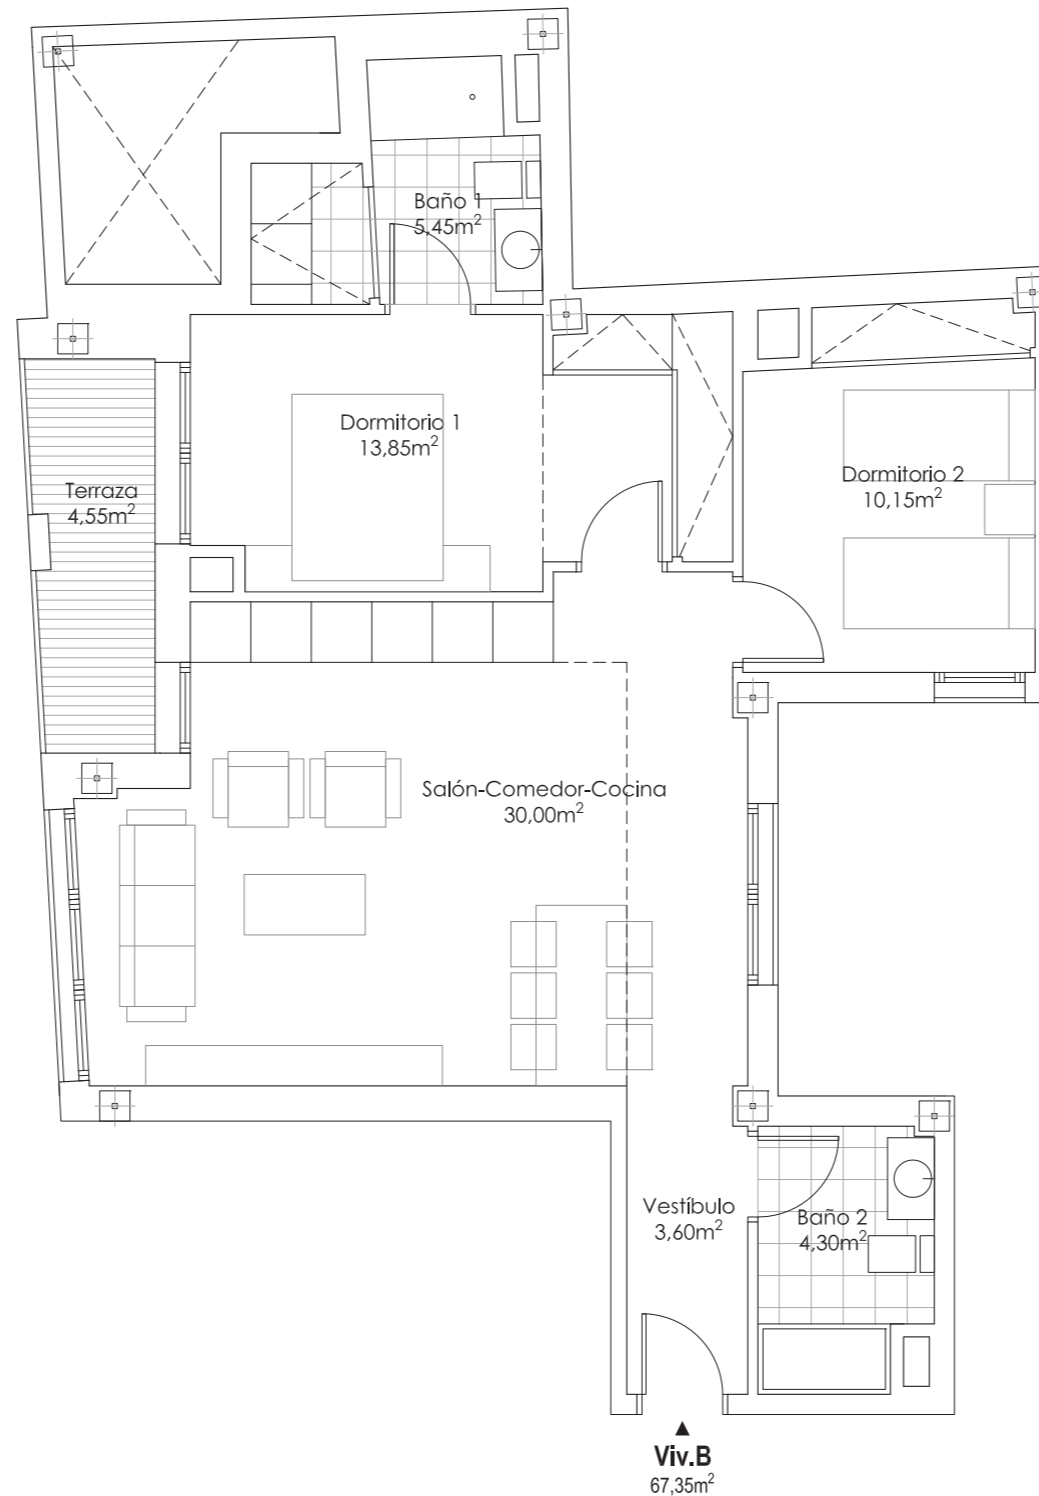 Baño 1
5,45m²
Dormitorio 1
13,85m²
Dormitorio 2
10,15m²
Terraza
4,55m²
Salón-Comedor-Cocina
30,00m²
Vestíbulo
3,60m²
Baño 2
4,30m²
Viv.B
67,35m²